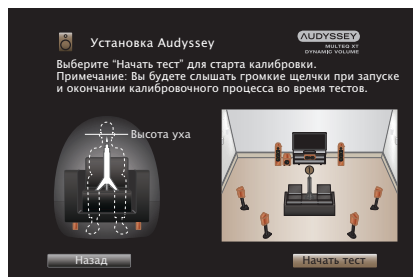 Установка Audyssey
AUDYSSEY
MULTEQ XT
DYNAMIC VOLUME
Выберите “Начать тест” для старта калибровки.
Примечание: Вы будете слышать громкие щелчки при запуске
и окончании калибровочного процесса во время тестов.
Высота уха
Назад
Начать тест